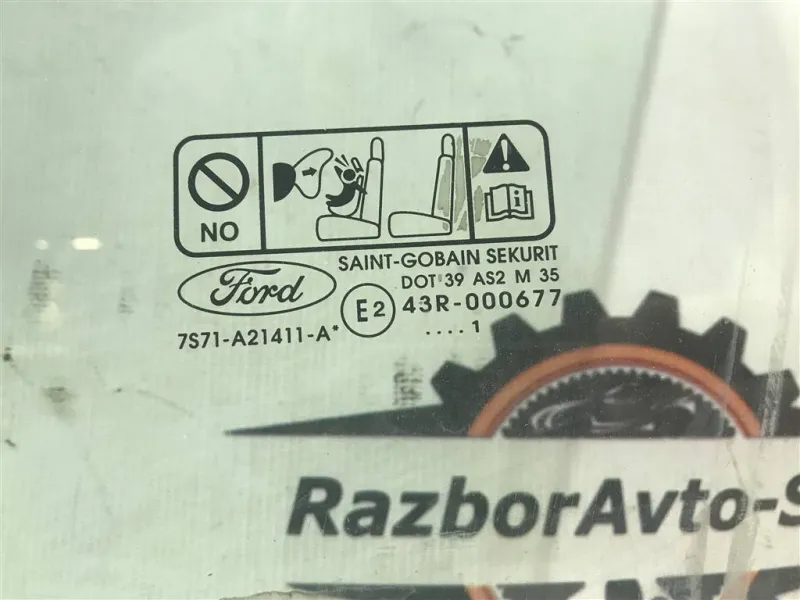 NO
SAINT-GOBAIN SEKURIT
DOT 39 AS2 M 35
Ford
E2
43R-000677
7S71-A21411-A*
....1
RazborAvto-S